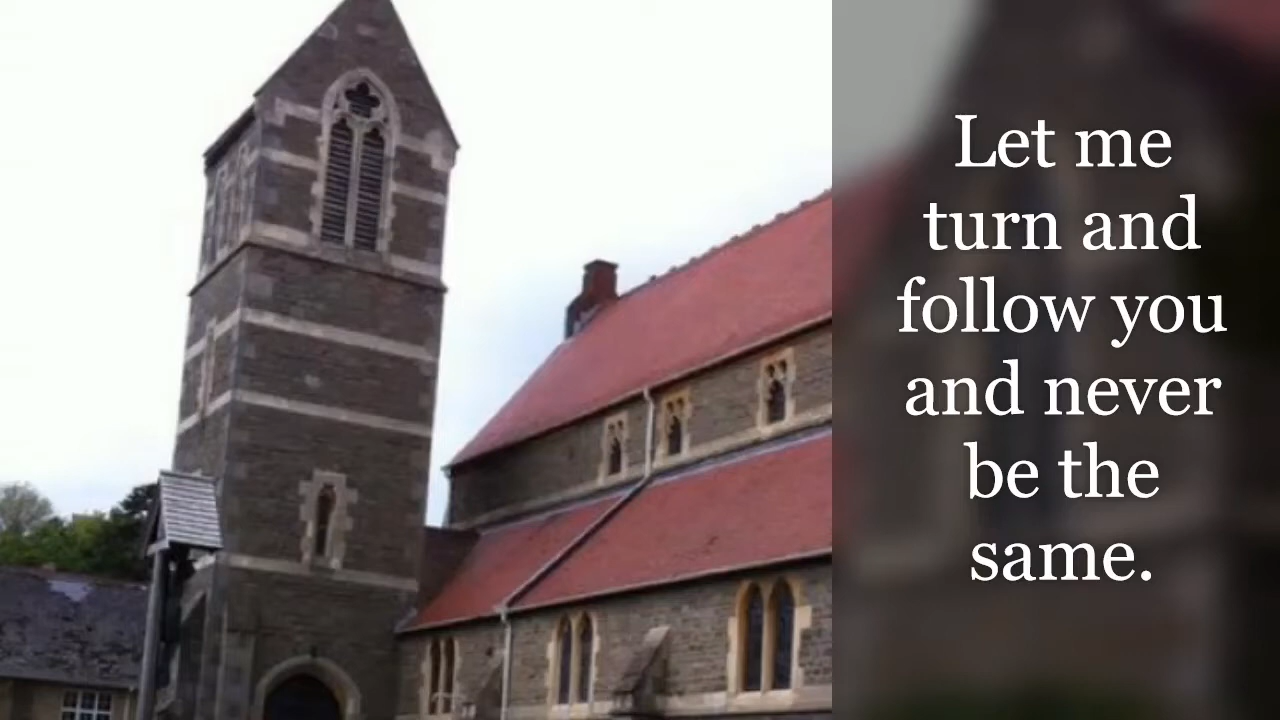 Let me
turn and
follow you
and never
be the
same.